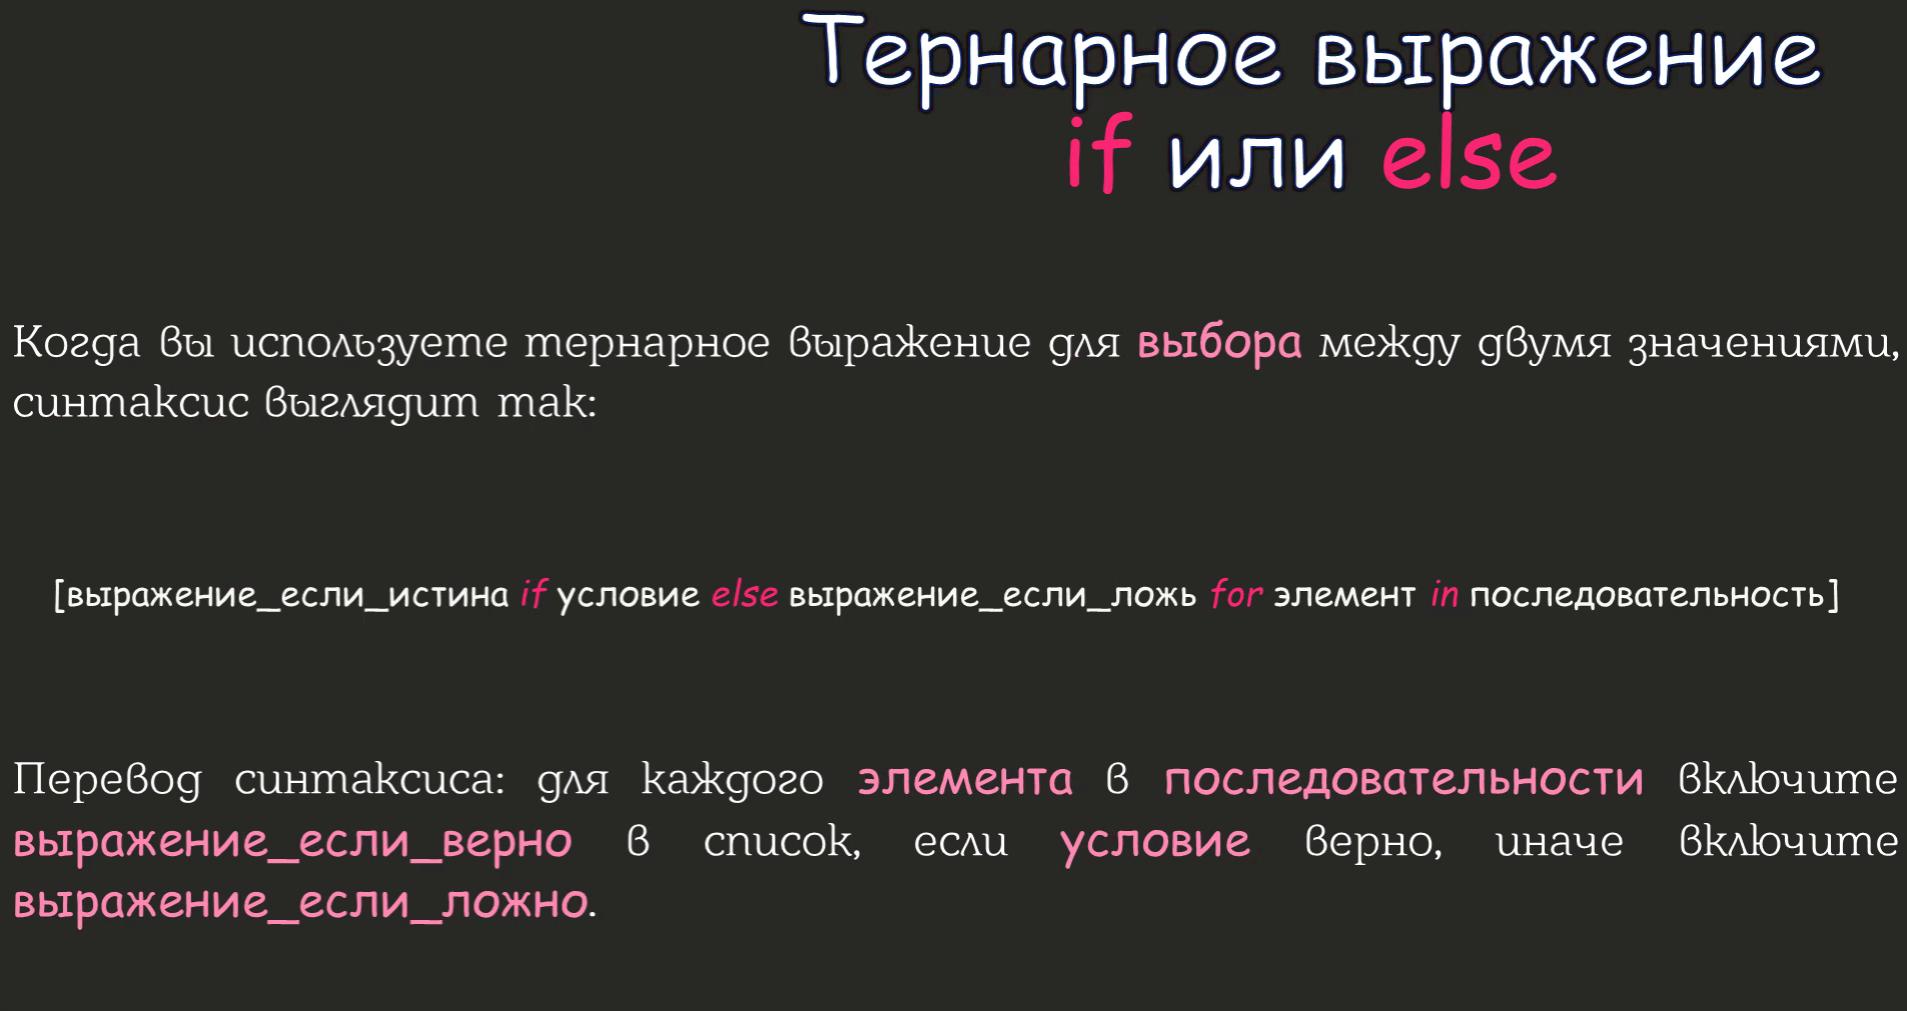 Тернарное выражение
if или else
Когда вы используете тернарное выражение для выбора между двумя значениями,
синтаксис выглядит так:
[выражение_если_истина if условие else выражение_если_ложь for элемент in последовательность]
Перевод синтаксиса: для каждого элемента в последовательности включите
выражение_если_верно в список, если условие верно, иначе включите
выражение_если_ложно.